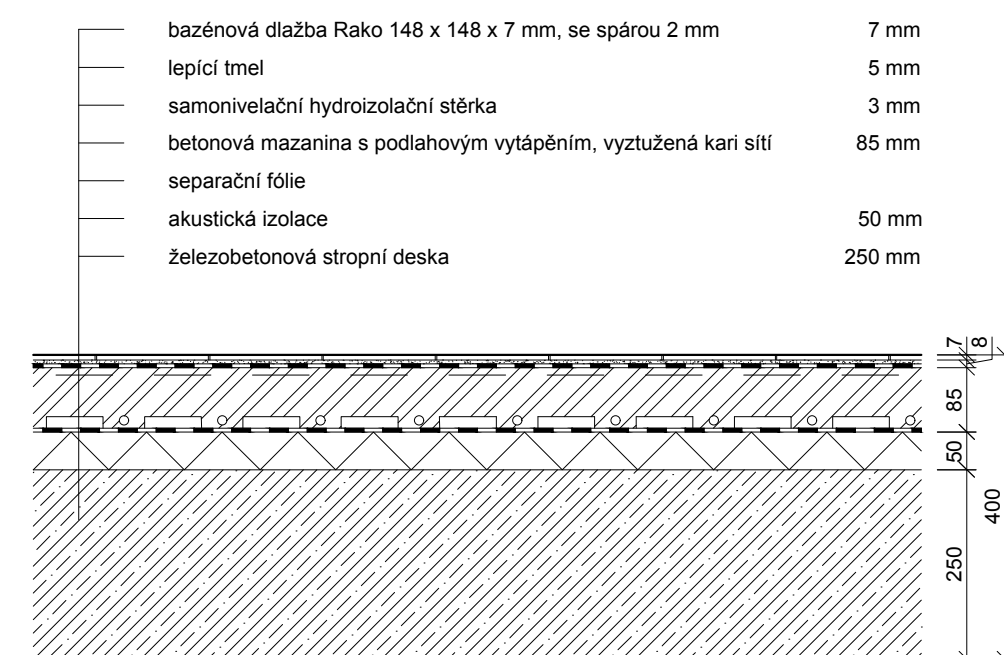 bazénová dlažba Rako 148 x 148 x 7 mm, se spárou 2 mm 7 mm
lepící tmel 5 mm
samonivelační hydroizolační stěrka 3 mm
betonová mazanina s podlahovým vytápěním, vyztužená kari sítí 85 mm
separační fólie
akustická izolace 50 mm
železobetonová stropní deska 250 mm
7
8
85
50
400
250